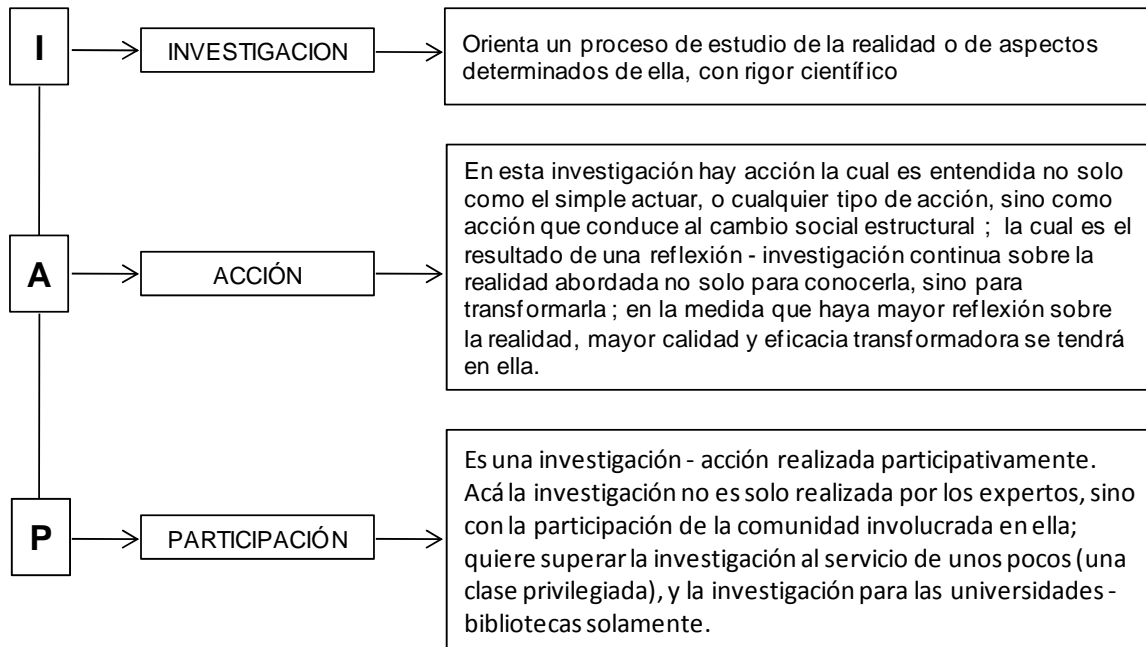 I
INVESTIGACION
Orienta un proceso de estudio de la realidad o de aspectos
determinados de ella, con rigor científico
A
ACCIÓN
En esta investigación hay acción la cual es entendida no solo
como el simple actuar, o cualquier tipo de acción, sino como
acción que conduce al cambio social estructural ; la cual es el
resultado de una reflexión - investigación continua sobre la
realidad abordada no solo para conocerla, sino para
transformarla ; en la medida que haya mayor reflexión sobre
la realidad, mayor calidad y eficacia transformadora se tendrá
en ella.
P
PARTICIPACIÓN
Es una investigación - acción realizada participativamente.
Acá la investigación no es solo realizada por los expertos, sino
con la participación de la comunidad involucrada en ella;
quiere superar la investigación al servicio de unos pocos (una
clase privilegiada), y la investigación para las universidades -
bibliotecas solamente.